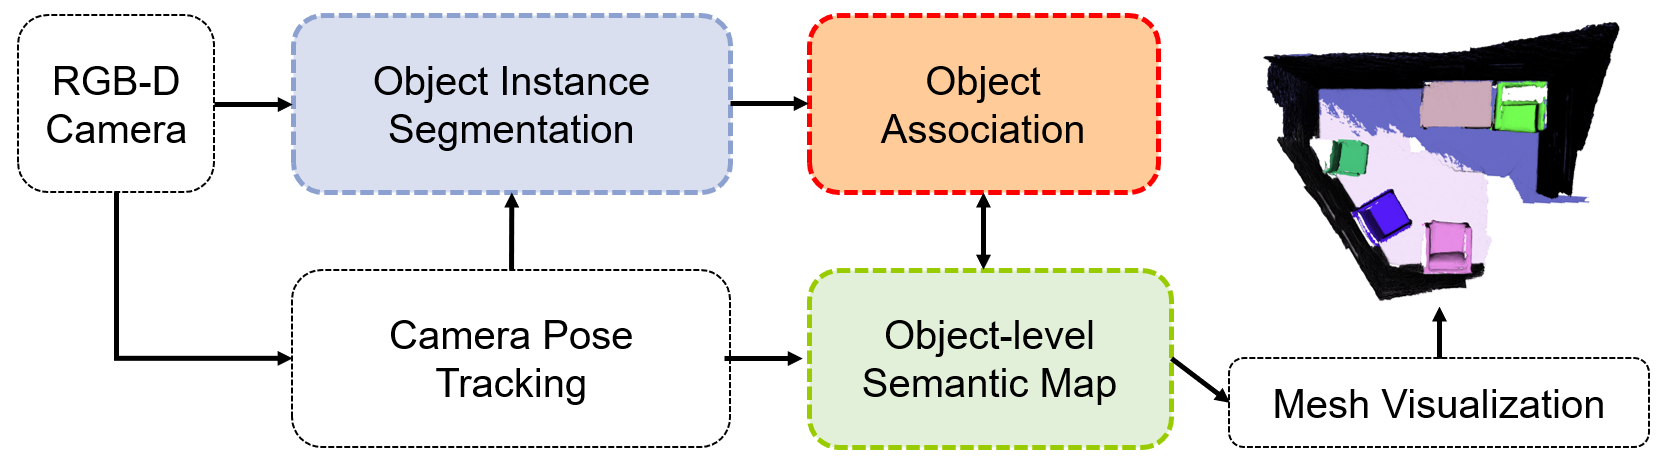 RGB-D
Camera
Object Instance
Segmentation
Object
Association
Camera Pose
Tracking
Object-level
Semantic Map
Mesh Visualization